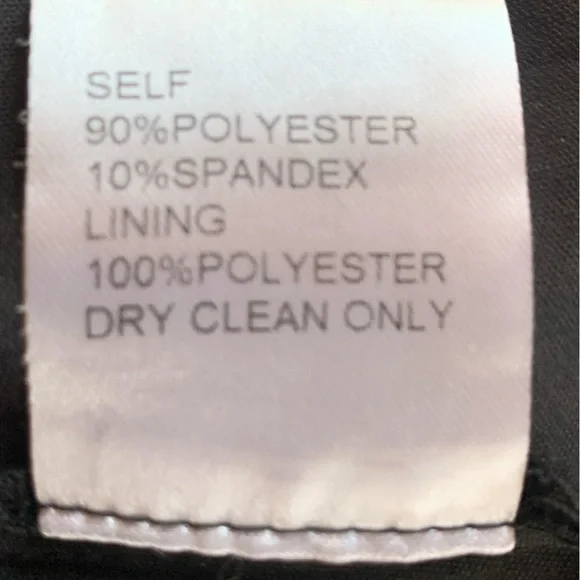 SELF
90%POLYESTER
10%SPANDEX
LINING
100%POLYESTER
DRY CLEAN ONLY